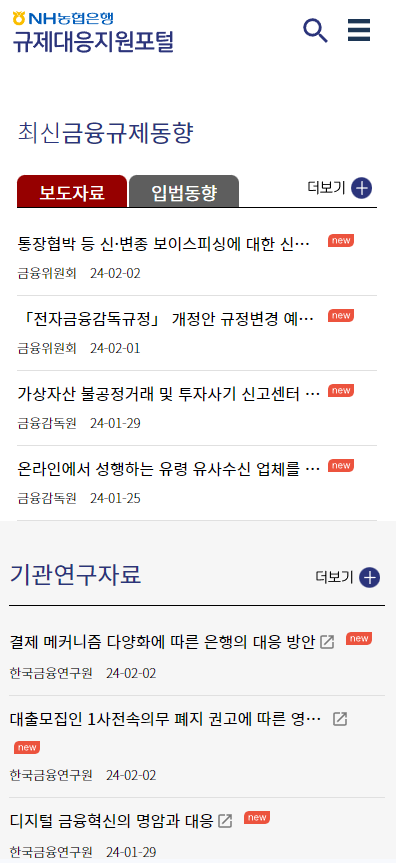 NH농협은행
규제대응지원포털
최신금융규제동향
보도자료 입법동향 더보기
통장협박 등 신·변종 보이스피싱에 대한 신… new
금융위원회 24-02-02
「전자금융감독규정」 개정안 규정변경 예… new
금융위원회 24-02-01
가상자산 불공정거래 및 투자사기 신고센터 … new
금융감독원 24-01-29
온라인에서 성행하는 유령 유사수신 업체를 … new
금융감독원 24-01-25
기관연구자료 더보기
결제 메커니즘 다양화에 따른 은행의 대응 방안 new
한국금융연구원 24-02-02
대출모집인 1사전속의무 폐지 권고에 따른 영…
new
한국금융연구원 24-02-02
디지털 금융혁신의 명암과 대응 new
한국금융연구원 24-01-29